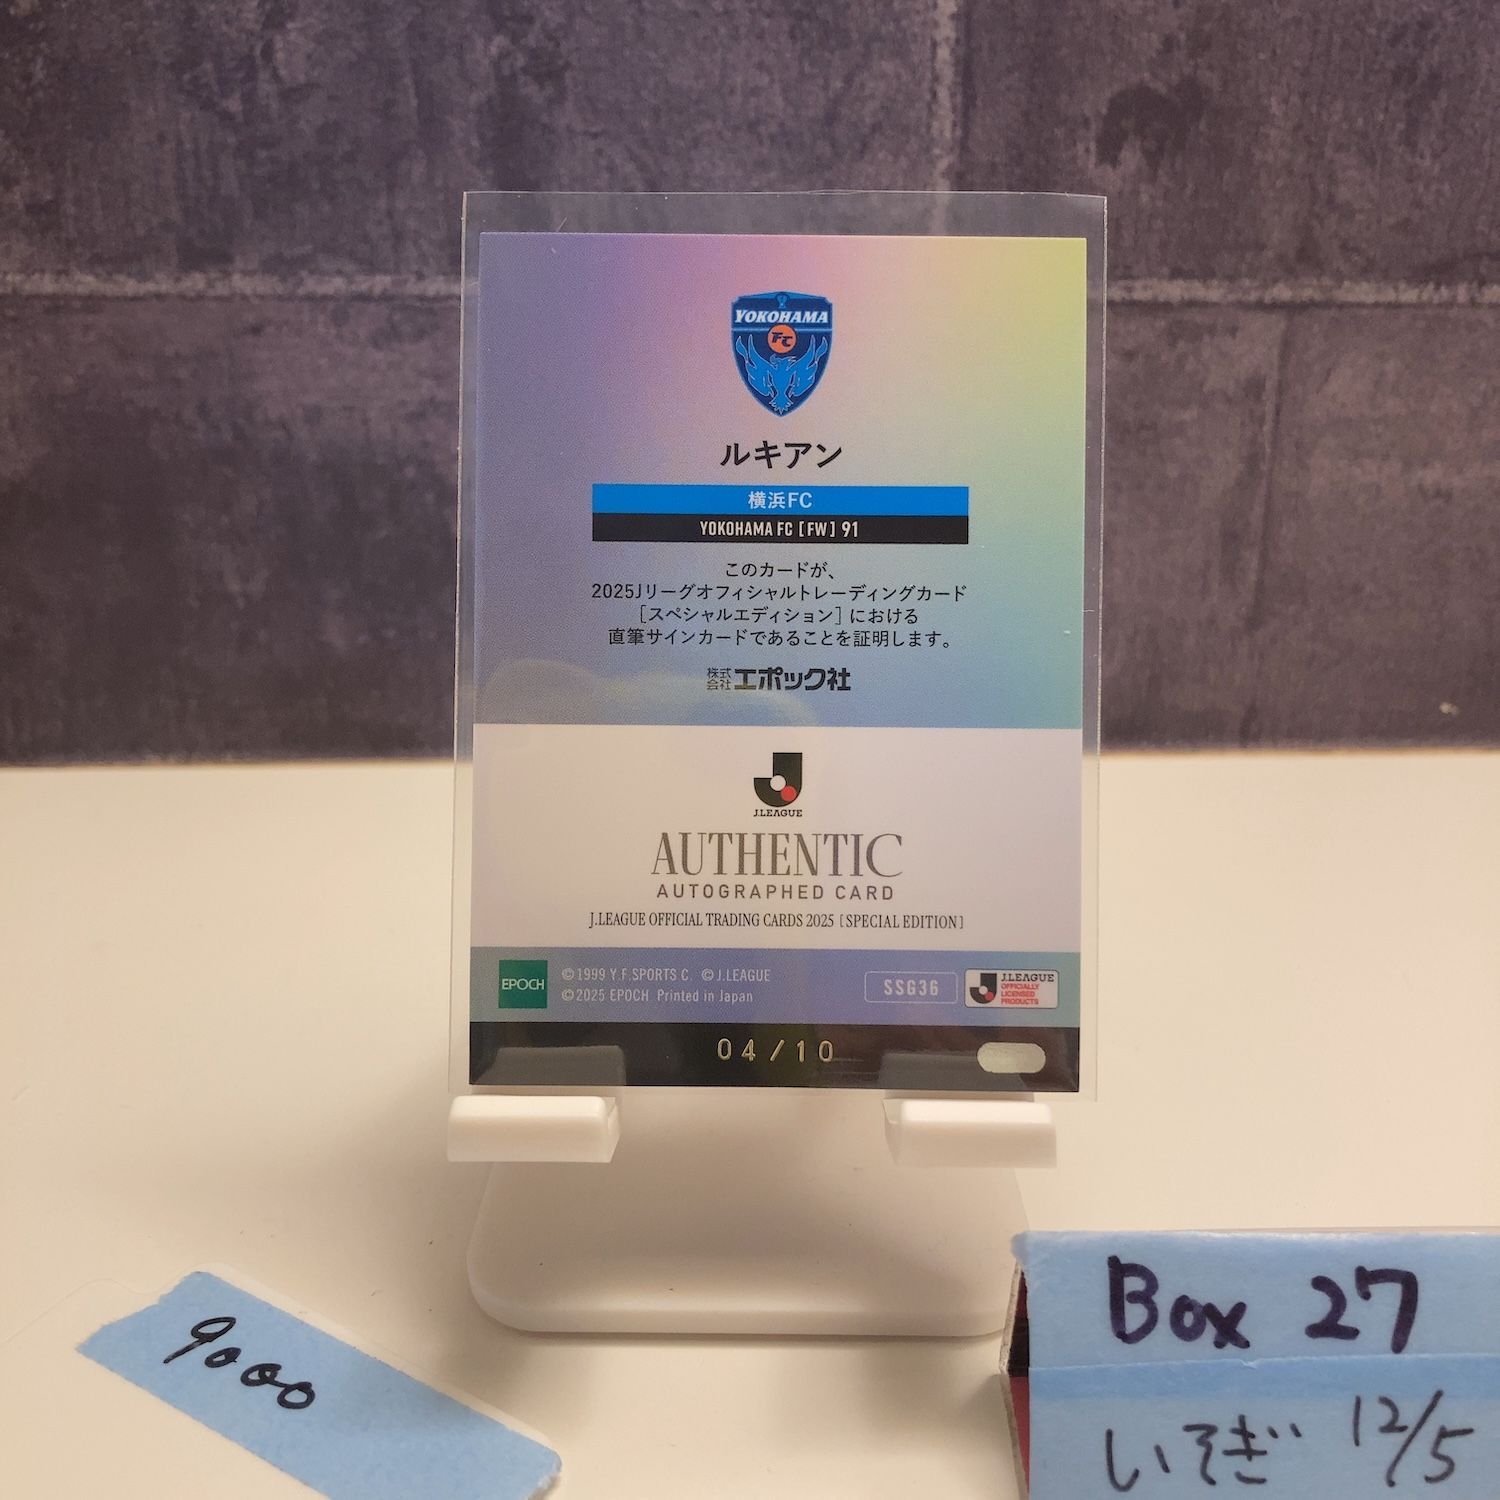 YOKOHAMA
FC
ルキアン
横浜FC
YOKOHAMA FC [FW] 91
このカードが、
2025Jリーグオフィシャルトレーディングカード
[スペシャルエディション]における
直筆サインカードであることを証明します。
株式会社エポック社
J.LEAGUE
AUTHENTIC
AUTOGRAPHED CARD
J.LEAGUE OFFICIAL TRADING CARDS 2025 [SPECIAL EDITION]
EPOCH
©1999 Y.F.SPORTS C. ©J.LEAGUE
©2025 EPOCH Printed in Japan
SSG36
J.LEAGUE
OFFICIALLY
LICENSED
PRODUCTS
04/10
9000
Box 27
いそぎ 12/5